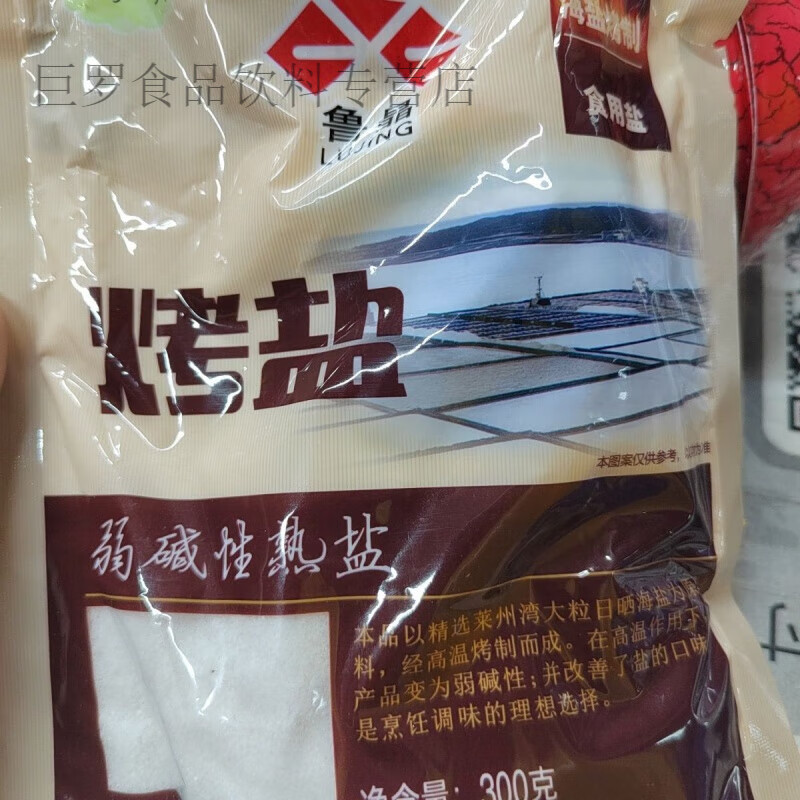 巨罗食品饮料专营店
鲁晶
LUJING
食用盐
烤盐
本图案仅供参考,
弱碱性熟盐
本品以精选莱州湾大粒日晒海盐为原
料,经高温烤制而成。在高温作用下
产品变为弱碱性;并改善了盐的口味
是烹饪调味的理想选择。
净含量:300克